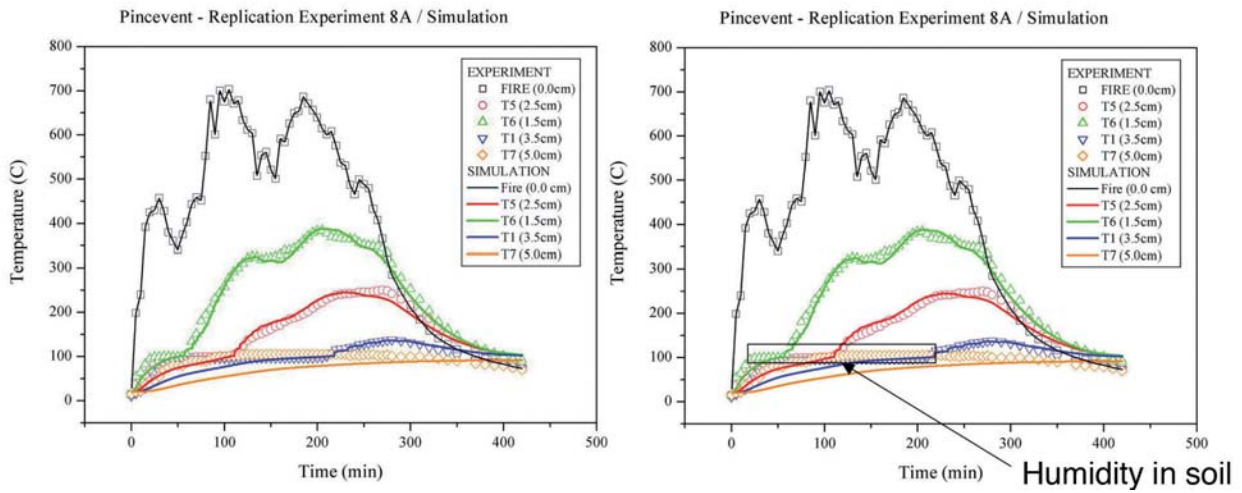 Pincevent - Replication Experiment 8A / Simulation
800
700
600
500
400
300
200
100
0
Temperature (C)
EXPERIMENT
FIRE (0.0cm)
T5 (2.5cm)
T6 (1.5cm)
T1 (3.5cm)
T7 (5.0cm)
SIMULATION
Fire (0.0 cm)
T5 (2.5cm)
T6 (1.5cm)
T1 (3.5cm)
T7 (5.0cm)
0 100 200 300 400 500
Time (min)
Pincevent - Replication Experiment 8A / Simulation
800
700
600
500
400
300
200
100
0
Temperature (C)
EXPERIMENT
FIRE (0.0cm)
T5 (2.5cm)
T6 (1.5cm)
T1 (3.5cm)
T7 (5.0cm)
SIMULATION
Fire (0.0 cm)
T5 (2.5cm)
T6 (1.5cm)
T1 (3.5cm)
T7 (5.0cm)
0 100 200 300 400 500
Time (min)
Humidity in soil